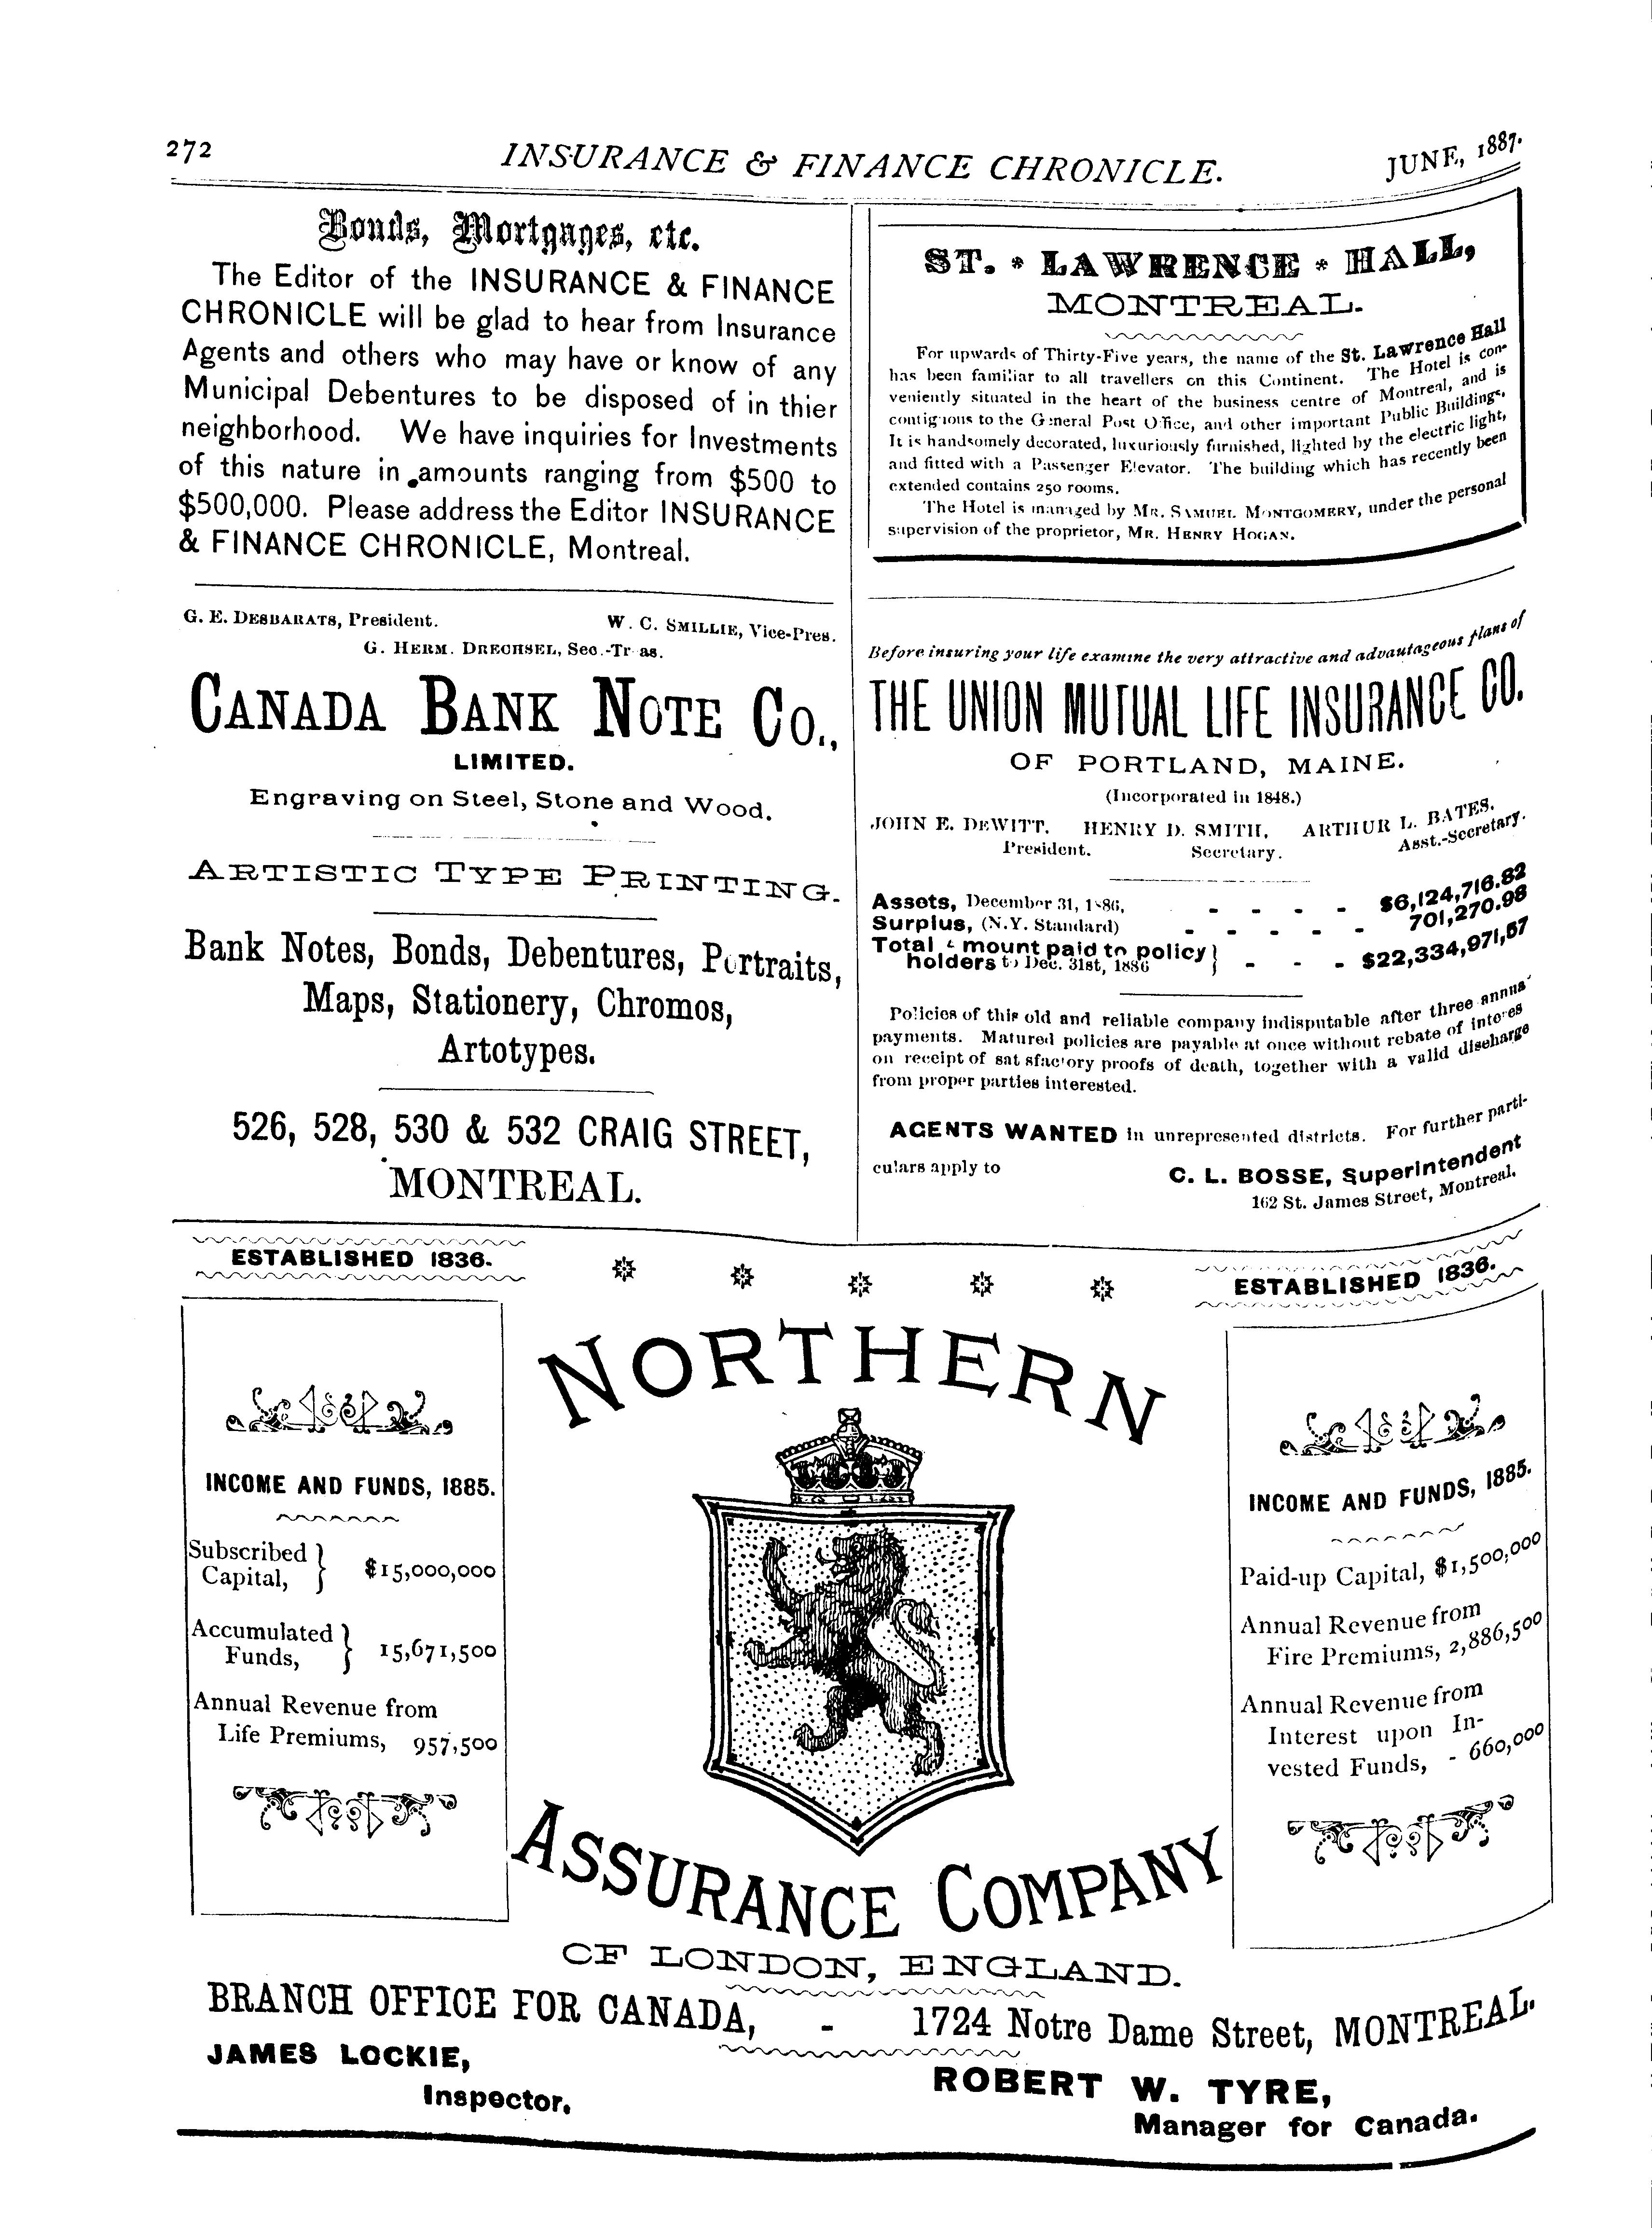 272
INSURANCE & FINANCE CHRONICLE.
JUNE, 1887.
Bonds, Mortgages, etc.
The Editor of the INSURANCE & FINANCE
CHRONICLE will be glad to hear from Insurance
Agents and others who may have or know of any
Municipal Debentures to be disposed of in thier
neighborhood. We have inquiries for Investments
of this nature in amounts ranging from $500 to
$500,000. Please address the Editor INSURANCE
& FINANCE CHRONICLE, Montreal.
G. E. DESBARATS, President. W. C. SMILLIE, Vice-Pres.
G. HERM. DRECHSEL, Sec.-Treas.
CANADA BANK NOTE CO.,
LIMITED.
Engraving on Steel, Stone and Wood.
ARTISTIC TYPE PRINTING.
Bank Notes, Bonds, Debentures, Portraits,
Maps, Stationery, Chromos,
Artotypes.
526, 528, 530 & 532 CRAIG STREET,
MONTREAL.
ST. * LAWRENCE * HALL,
MONTREAL.
For upwards of Thirty-Five years, the name of the St. Lawrence Hall
has been familiar to all travellers on this Continent. The Hotel is con-
veniently situated in the heart of the business centre of Montreal, and is
contiguous to the General Post Office, and other important Public Buildings.
It is handsomely decorated, luxuriously furnished, lighted by the electric light,
and fitted with a Passenger Elevator. The building which has recently been
extended contains 250 rooms.
The Hotel is managed by MR. SAMUEL MONTGOMERY, under the personal
supervision of the proprietor, MR. HENRY HOGAN.
Before insuring your life examine the very attractive and advantageous plans of
THE UNION MUTUAL LIFE INSURANCE CO.
OF PORTLAND, MAINE.
(Incorporated in 1848.)
JOHN E. DEWITT, HENRY D. SMITH, ARTHUR L. BATES,
President. Secretary. Asst.-Secretary.
Assets, December 31, 1886, - - - - $6,124,716.82
Surplus, (N.Y. Standard) - - - - - 701,270.98
Total amount paid to policy } - - - $22,334,971,57
holders to Dec. 31st, 1886
Policies of this old and reliable company indisputable after three annua
payments. Matured policies are payable at once without rebate of interes
on receipt of satisfactory proofs of death, together with a valid discharge
from proper parties interested.
AGENTS WANTED in unrepresented districts. For further parti-
culars apply to
C. L. BOSSE, Superintendent
162 St. James Street, Montreal.
ESTABLISHED 1836.
ESTABLISHED 1836.
NORTHERN
INCOME AND FUNDS, 1885.
Subscribed }
Capital, $15,000,000
Accumulated }
Funds, 15,671,500
Annual Revenue from
Life Premiums, 957,500
INCOME AND FUNDS, 1885.
Paid-up Capital, $1,500,000
Annual Revenue from
Fire Premiums, 2,886,500
Annual Revenue from
Interest upon In-
vested Funds, - 660,000
ASSURANCE COMPANY
OF LONDON, ENGLAND.
BRANCH OFFICE FOR CANADA, - 1724 Notre Dame Street, MONTREAL.
JAMES LOCKIE,
Inspector.
ROBERT W. TYRE,
Manager for Canada.